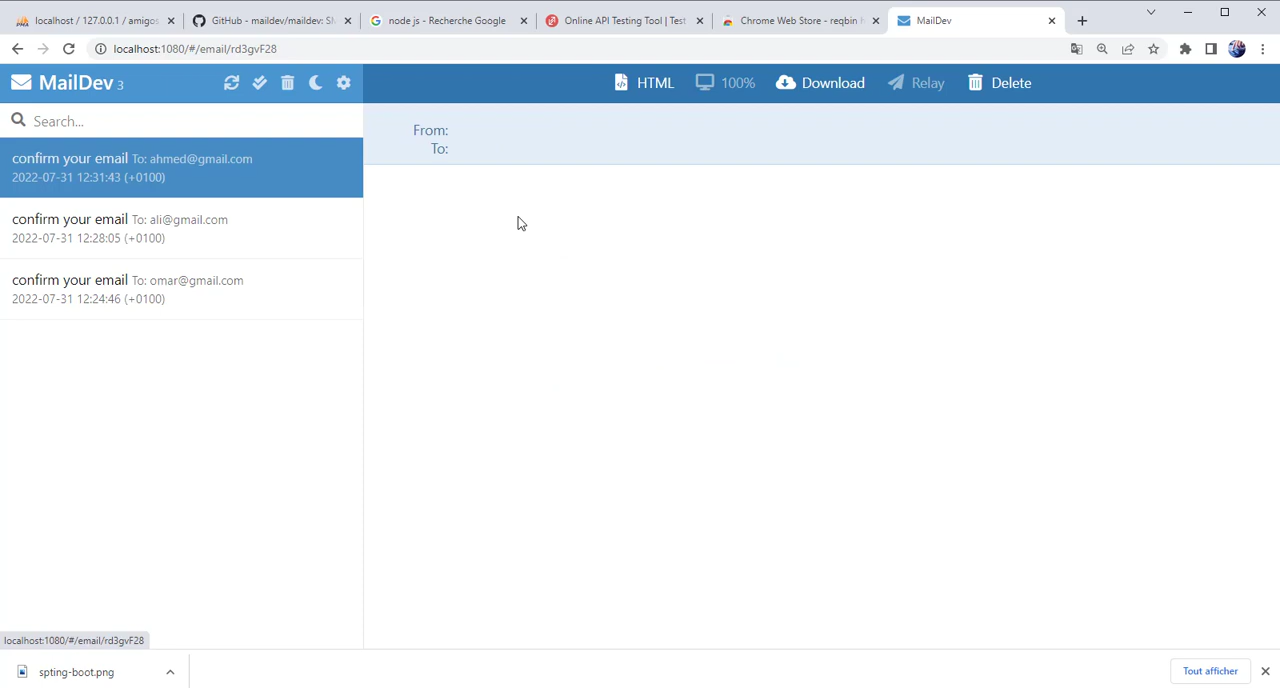 localhost / 127.0.0.1 / amigos
GitHub - maildev/maildev: SM
node js - Recherche Google
Online API Testing Tool | Test
Chrome Web Store - reqbin h
MailDev
localhost:1080/#/email/rd3gvF28
MailDev 3
HTML
100%
Download
Relay
Delete
Search...
From:
To:
confirm your email To: ahmed@gmail.com
2022-07-31 12:31:43 (+0100)
confirm your email To: ali@gmail.com
2022-07-31 12:28:05 (+0100)
confirm your email To: omar@gmail.com
2022-07-31 12:24:46 (+0100)
localhost:1080/#/email/rd3gvF28
spting-boot.png
Tout afficher